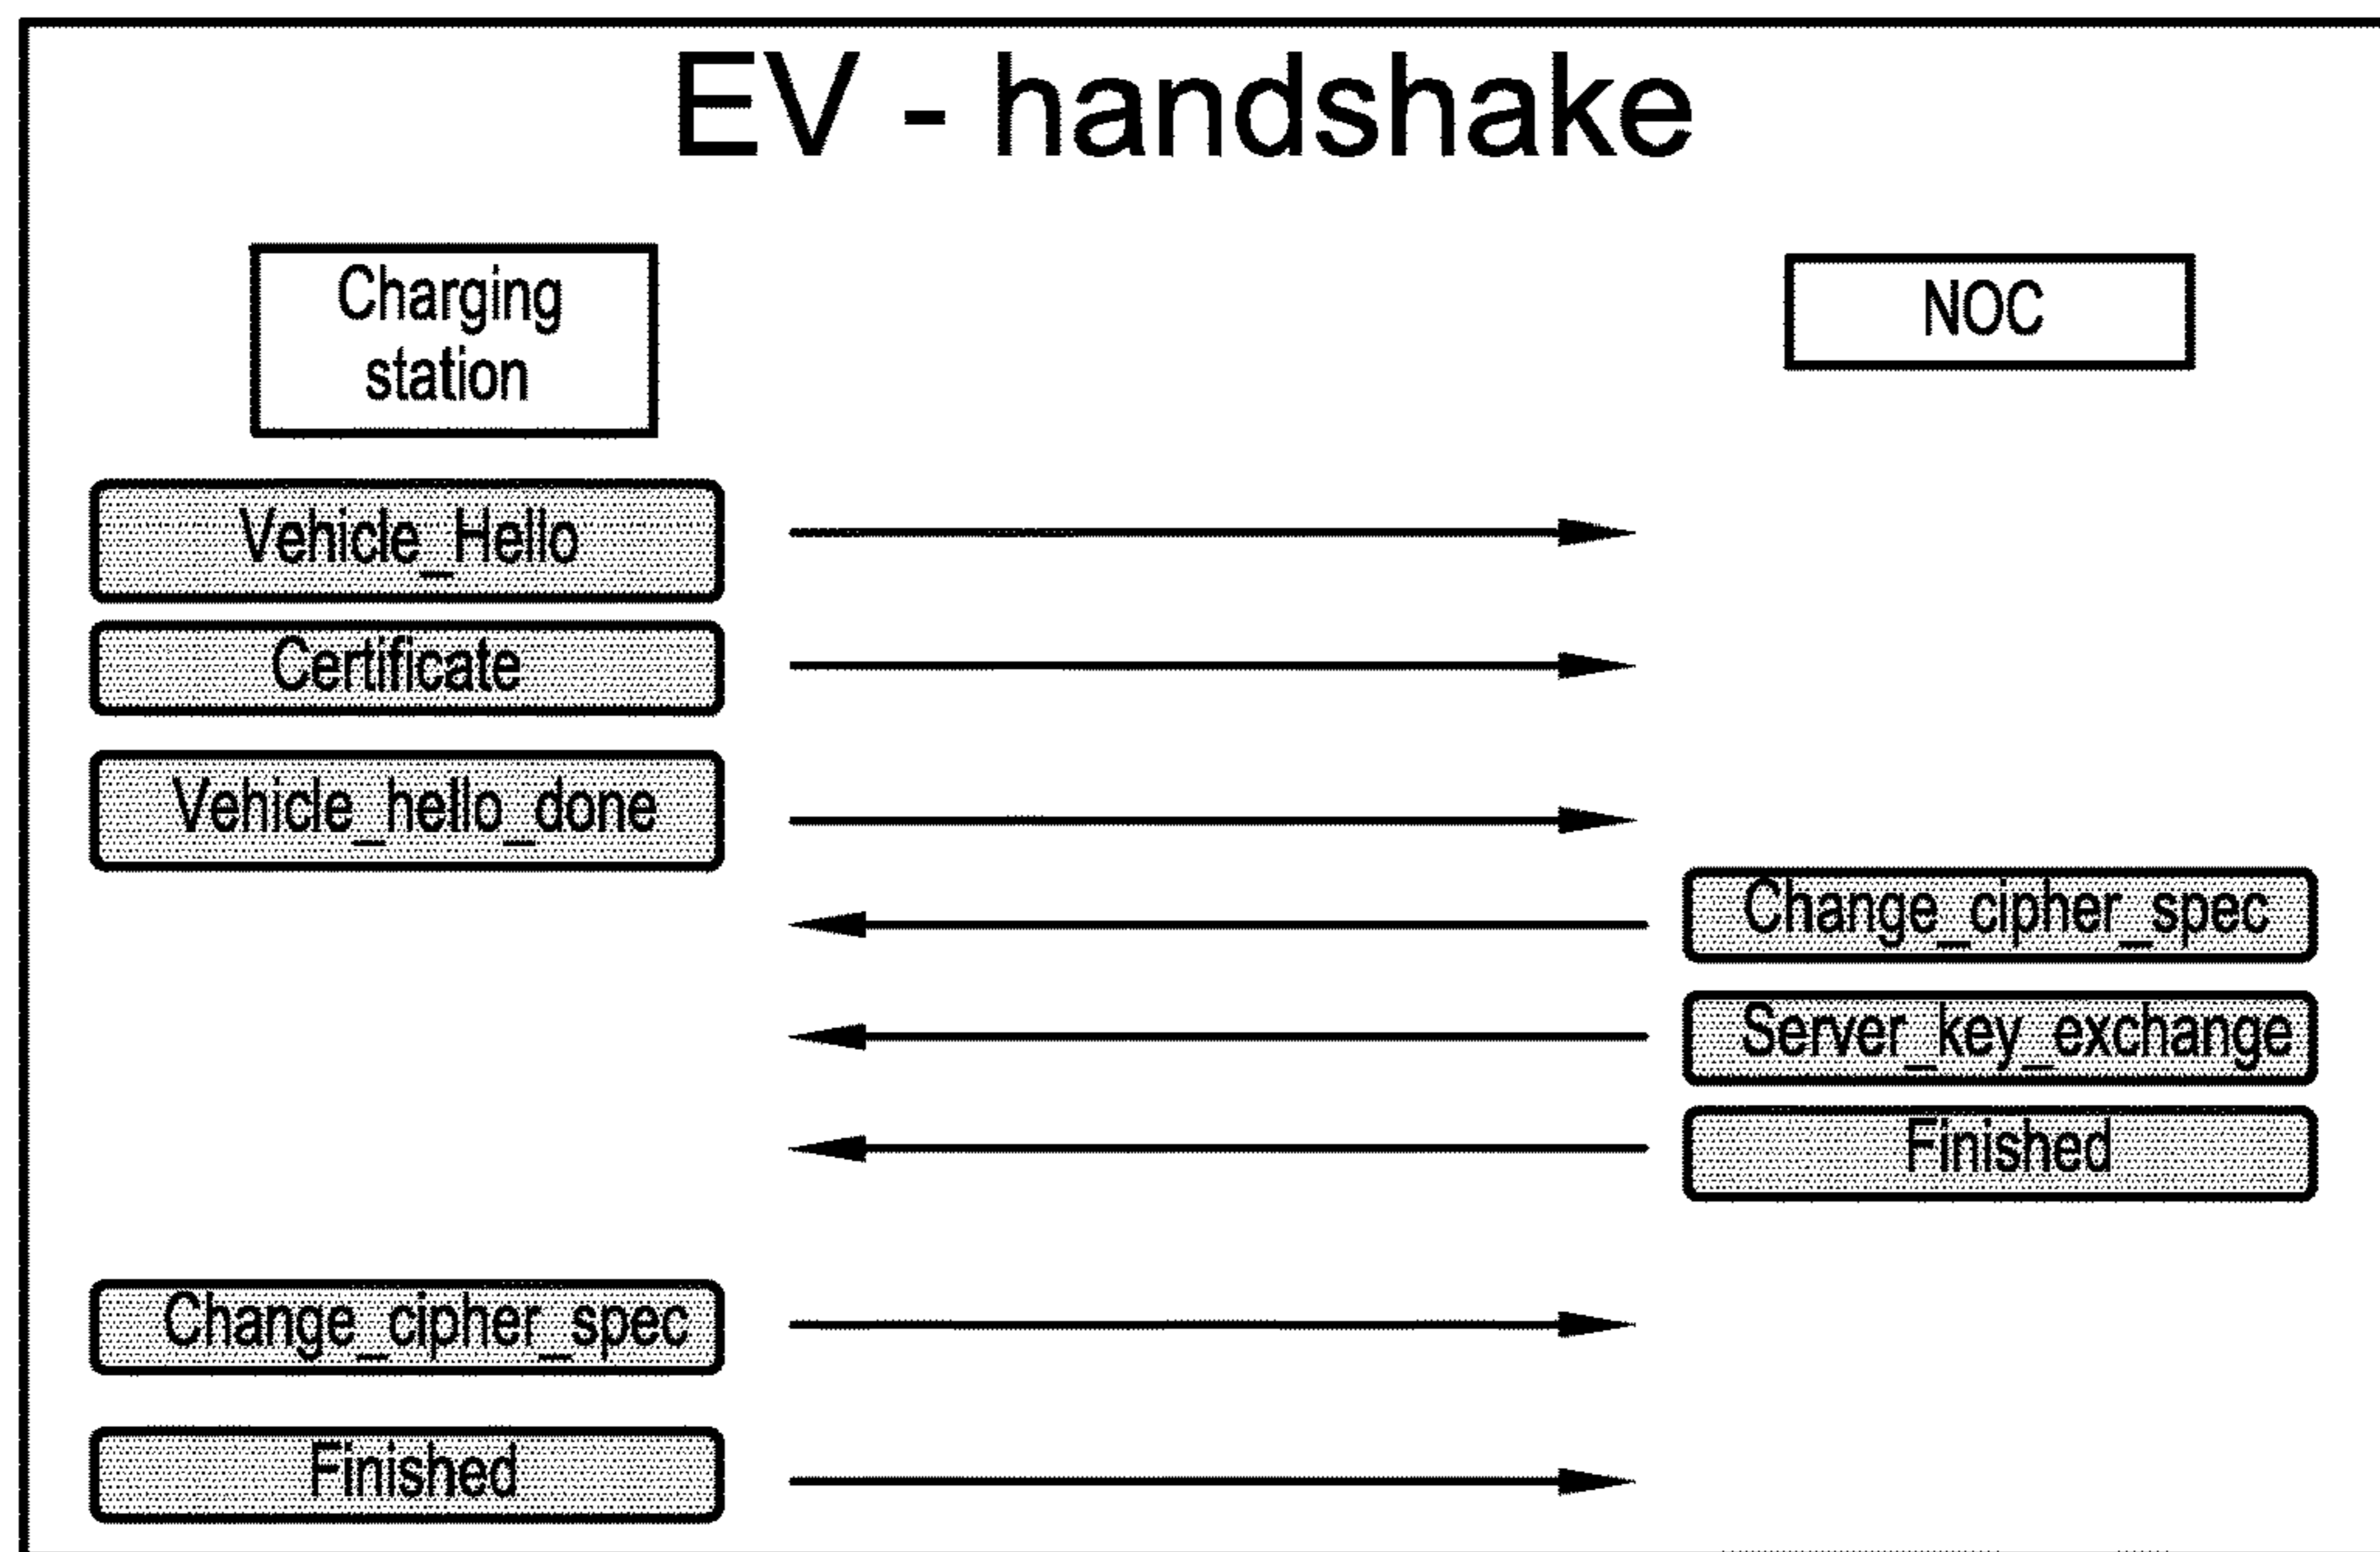 EV - handshake
Charging
station
NOC
Vehicle_Hello
Certificate
Vehicle_hello_done
Change_cipher_spec
Server_key_exchange
Finished
Change_cipher_spec
Finished